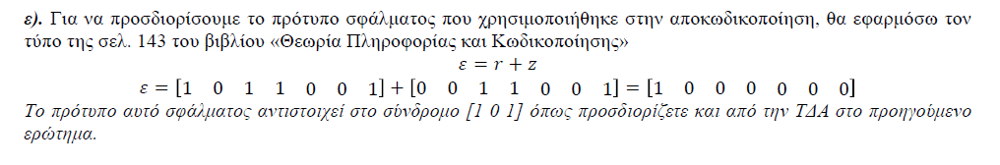 ε). Για να προσδιορίσουμε το πρότυπο σφάλματος που χρησιμοποιήθηκε στην αποκωδικοποίηση, θα εφαρμόσω τον
τύπο της σελ. 143 του βιβλίου «Θεωρία Πληροφορίας και Κωδικοποίησης»
ε = r + z
ε = [1 0 1 1 0 0 1] + [0 0 1 1 0 0 1] = [1 0 0 0 0 0 0]
Το πρότυπο αυτό σφάλματος αντιστοιχεί στο σύνδρομο [1 0 1] όπως προσδιορίζετε και από την ΤΔΑ στο προηγούμενο
ερώτημα.